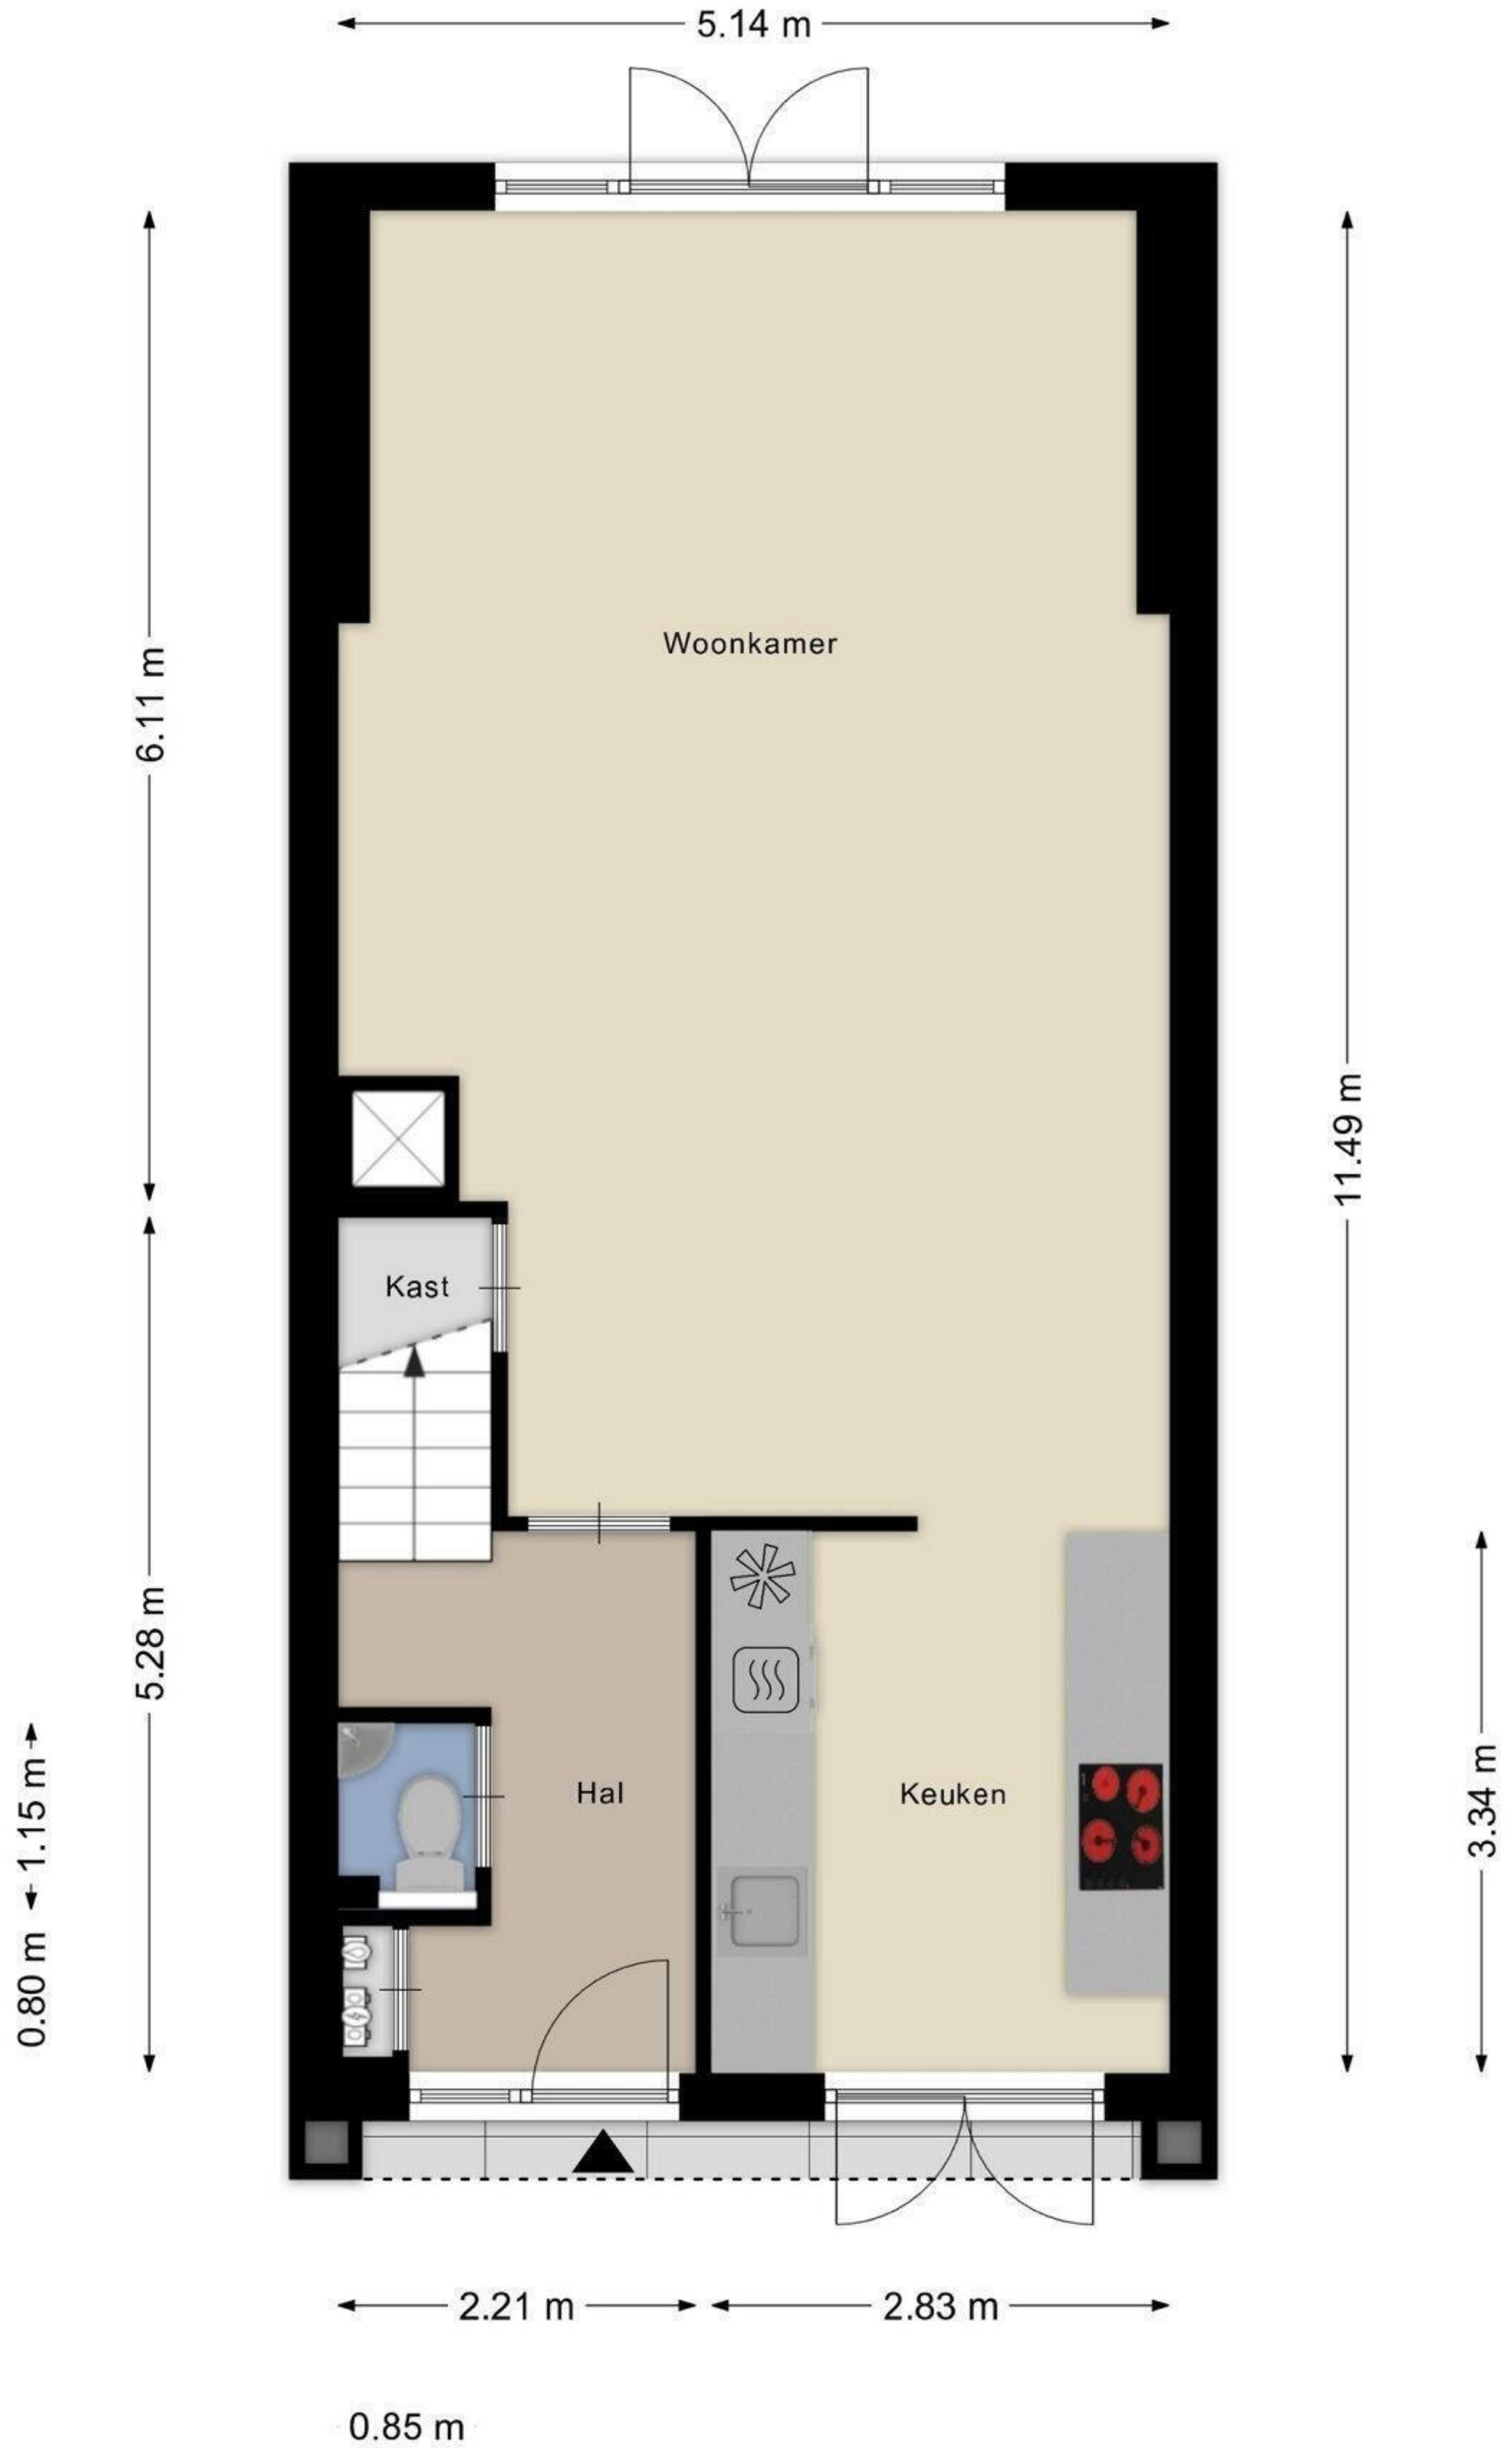 5.14 m
Woonkamer
6.11 m
11.49 m
Kast
5.28 m
1.15 m
Hal
Keuken
3.34 m
0.80 m
2.21 m
2.83 m
0.85 m